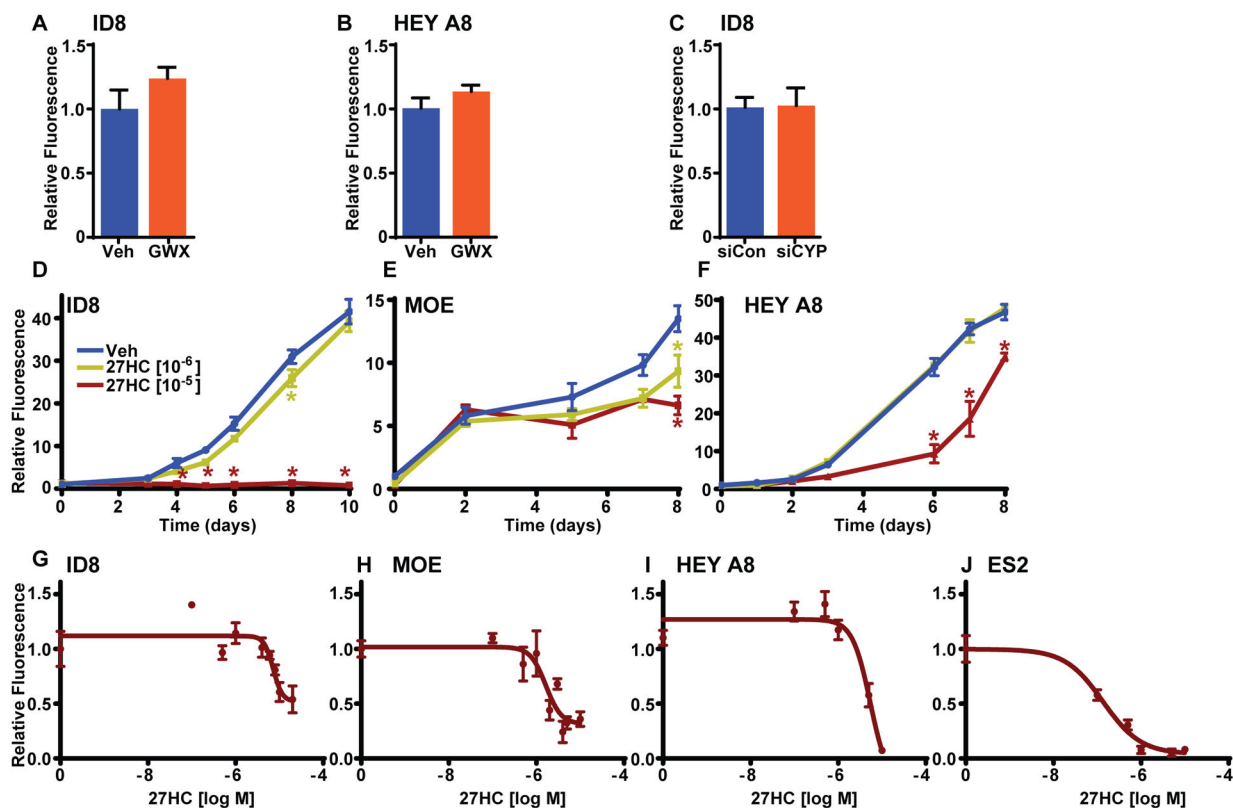 A ID8
B HEY A8
C ID8
Relative Fluorescence
1.5
1.0
0.5
0
Veh GWX
Relative Fluorescence
1.5
1.0
0.5
0
Veh GWX
Relative Fluorescence
1.5
1.0
0.5
0
siCon siCYP
D ID8
Relative Fluorescence
40
30
20
10
0
Veh
27HC [10-6]
27HC [10-5]
* * * * * *
0 2 4 6 8 10
Time (days)
E MOE
15
10
5
0
*
*
0 2 4 6 8
Time (days)
F HEY A8
50
40
30
20
10
0
* * *
0 2 4 6 8
Time (days)
G ID8
Relative Fluorescence
1.5
1.0
0.5
0.0
0 -8 -6 -4
27HC [log M]
H MOE
1.5
1.0
0.5
0.0
0 -8 -6 -4
27HC [log M]
I HEY A8
1.5
1.0
0.5
0.0
0 -8 -6 -4
27HC [log M]
J ES2
1.5
1.0
0.5
0.0
0 -8 -6 -4
27HC [log M]